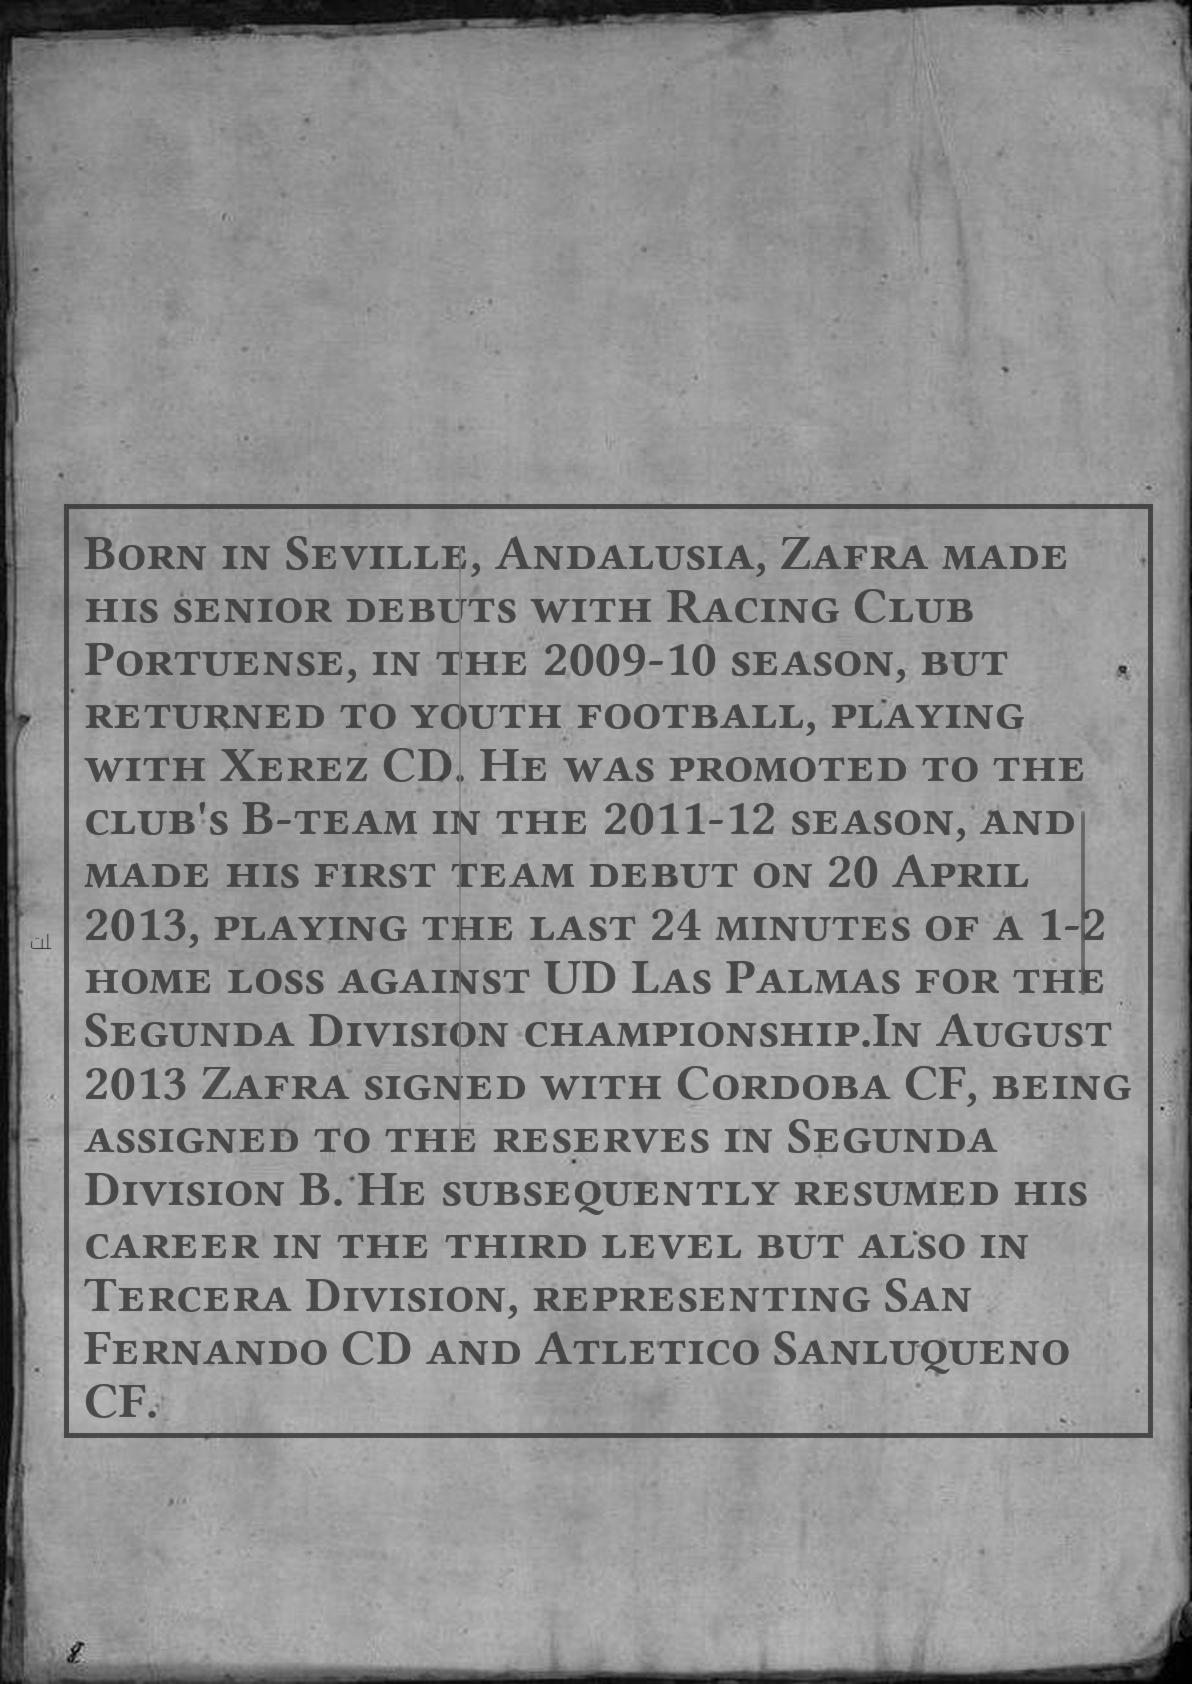 Born in Seville, Andalusia, Zafra made
his senior debuts with Racing Club
Portuense, in the 2009-10 season, but
returned to youth football, playing
with Xerez CD. He was promoted to the
club's B-team in the 2011-12 season, and
made his first team debut on 20 April
2013, playing the last 24 minutes of a 1-2
home loss against UD Las Palmas for the
Segunda Division championship.In August
2013 Zafra signed with Cordoba CF, being
assigned to the reserves in Segunda
Division B. He subsequently resumed his
career in the third level but also in
Tercera Division, representing San
Fernando CD and Atletico Sanluqueno
CF.